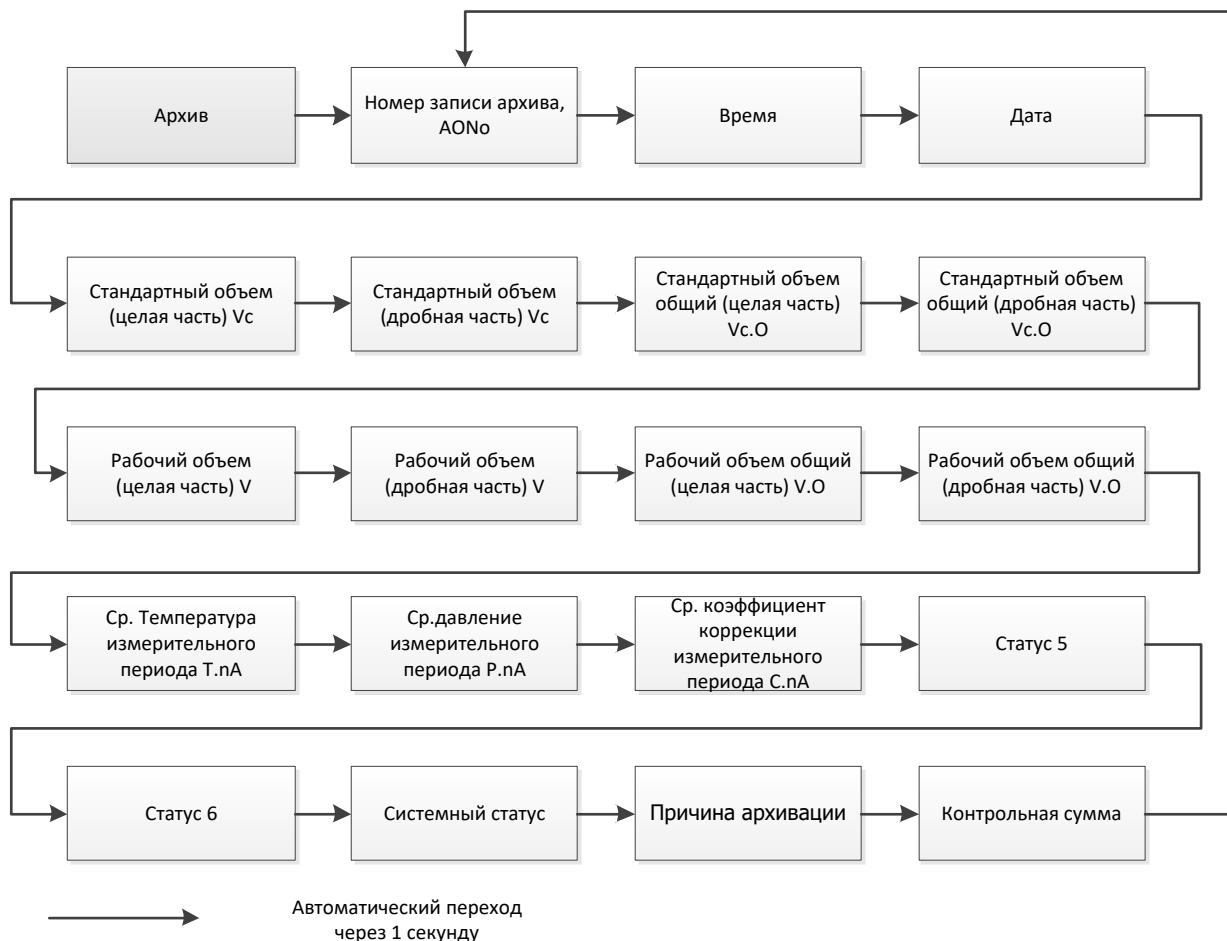 Архив
Номер записи архива,
AONo
Время
Дата
Стандартный объем
(целая часть) Vc
Стандартный объем
(дробная часть) Vc
Стандартный объем
общий (целая часть)
Vc.O
Стандартный объем
общий (дробная часть)
Vc.O
Рабочий объем
(целая часть) V
Рабочий объем
(дробная часть) V
Рабочий объем общий
(целая часть) V.O
Рабочий объем общий
(дробная часть) V.O
Ср. Температура
измерительного
периода T.nA
Ср.давление
измерительного
периода P.nA
Ср. коэффициент
коррекции
измерительного
периода C.nA
Статус 5
Статус 6
Системный статус
Причина архивации
Контрольная сумма
Автоматический переход
через 1 секунду